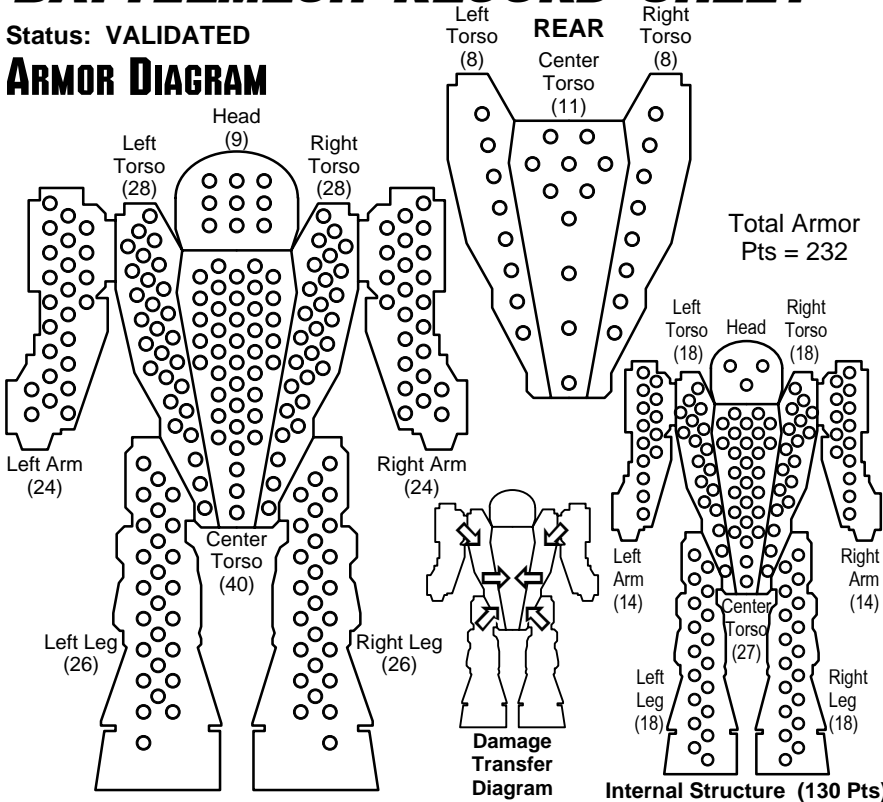 BATTLEMECH RECORD SHEET
Status: VALIDATED
ARMOR DIAGRAM
Head
(9)
Left
Torso
(28)
Right
Torso
(28)
Left Arm
(24)
Right Arm
(24)
Center
Torso
(40)
Left Leg
(26)
Right Leg
(26)
Left
Torso
(8)
REAR
Center
Torso
(11)
Right
Torso
(8)
Total Armor
Pts = 232
Left
Torso
(18)
Head
Right
Torso
(18)
Left
Arm
(14)
Right
Arm
(14)
Center
Torso
(27)
Left
Leg
(18)
Right
Leg
(18)
Damage
Transfer
Diagram
Internal Structure (130 Pts)